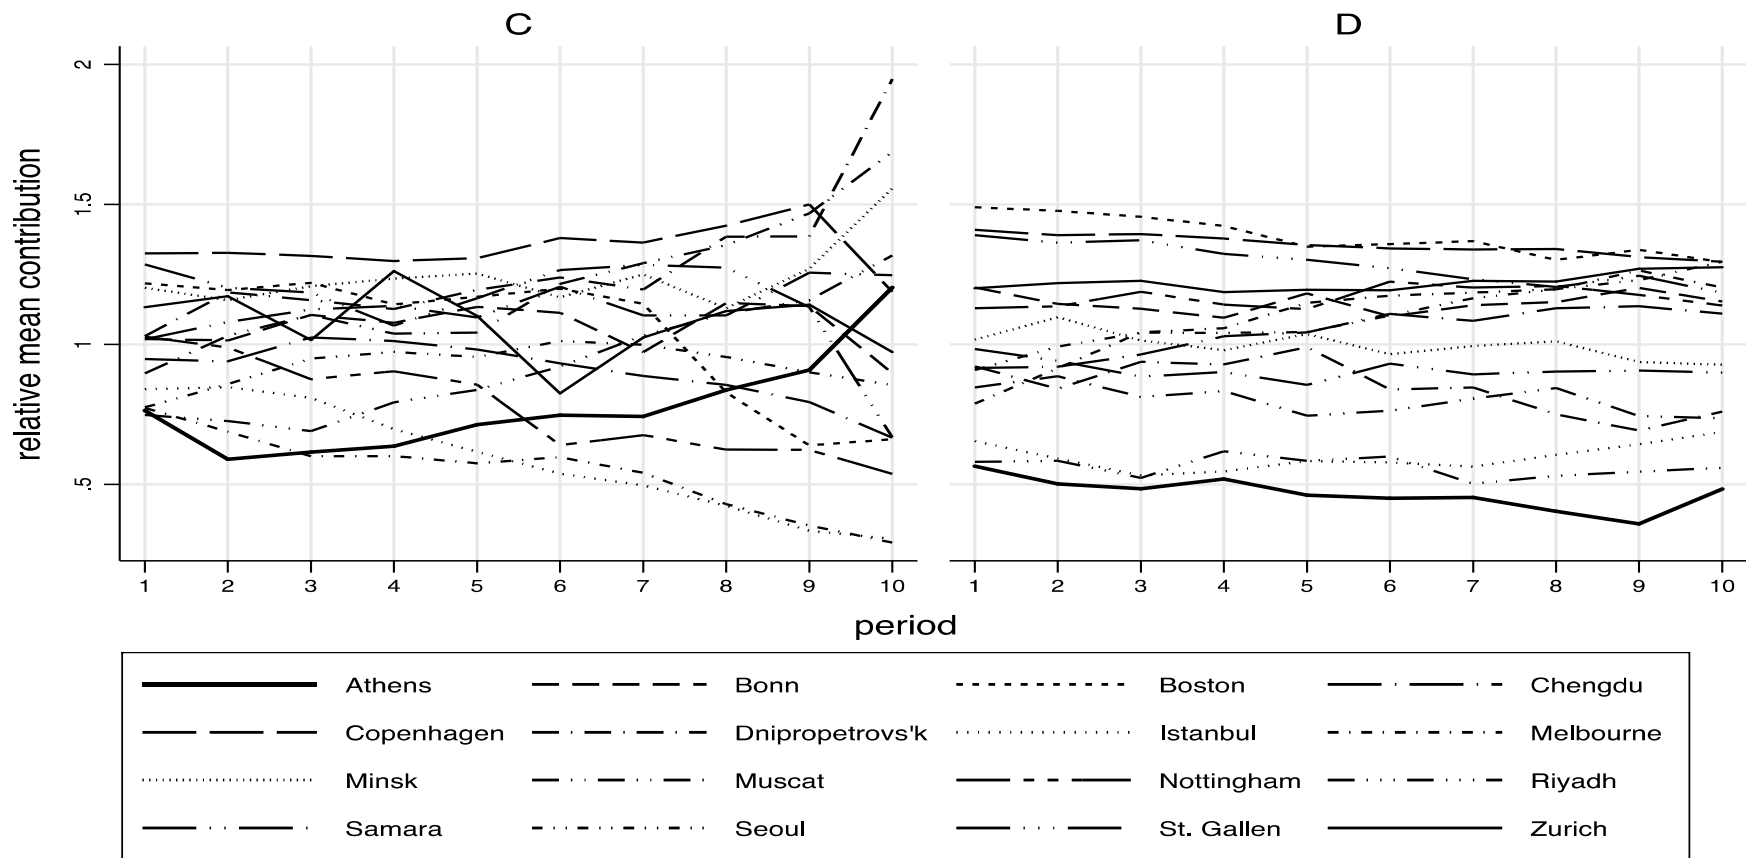 C D
relative mean contribution
2
1.5
1
.5
1 2 3 4 5 6 7 8 9 10 1 2 3 4 5 6 7 8 9 10
period
Athens Bonn Boston Chengdu
Copenhagen Dnipropetrovs'k Istanbul Melbourne
Minsk Muscat Nottingham Riyadh
Samara Seoul St. Gallen Zurich